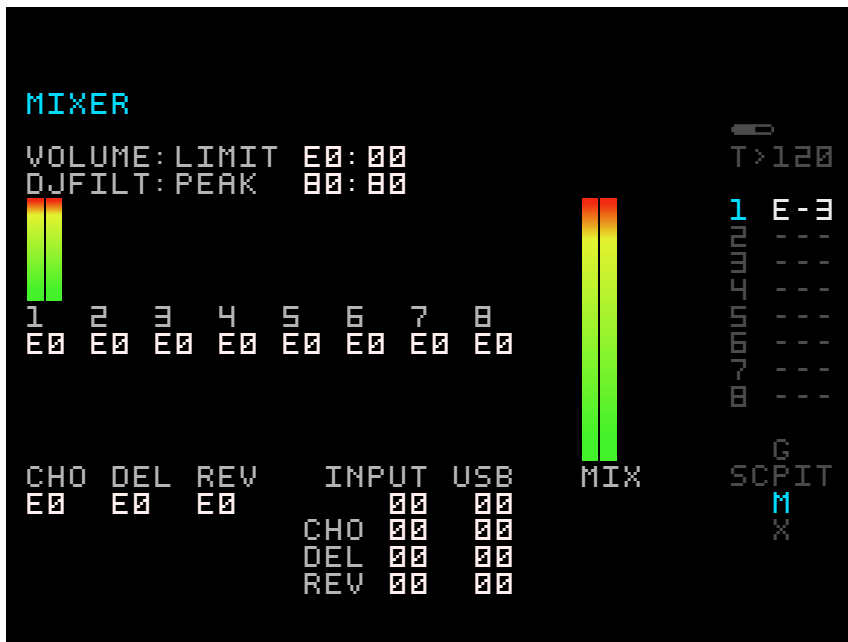 MIXER
VOLUME:LIMIT E0:00
T>120
DJFILT:PEAK 80:80
1 E-3
2 ---
3 ---
4 ---
5 ---
6 ---
7 ---
8 ---
1 2 3 4 5 6 7 8
E0 E0 E0 E0 E0 E0 E0 E0
CHO DEL REV INPUT USB MIX
E0 E0 E0 00 00
CHO 00 00
DEL 00 00
REV 00 00
G
SCPIT
M
X